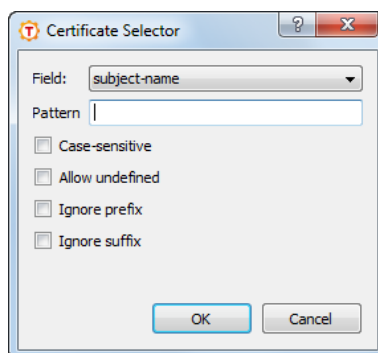 Certificate Selector
Field: subject-name
Pattern
Case-sensitive
Allow undefined
Ignore prefix
Ignore suffix
OK Cancel